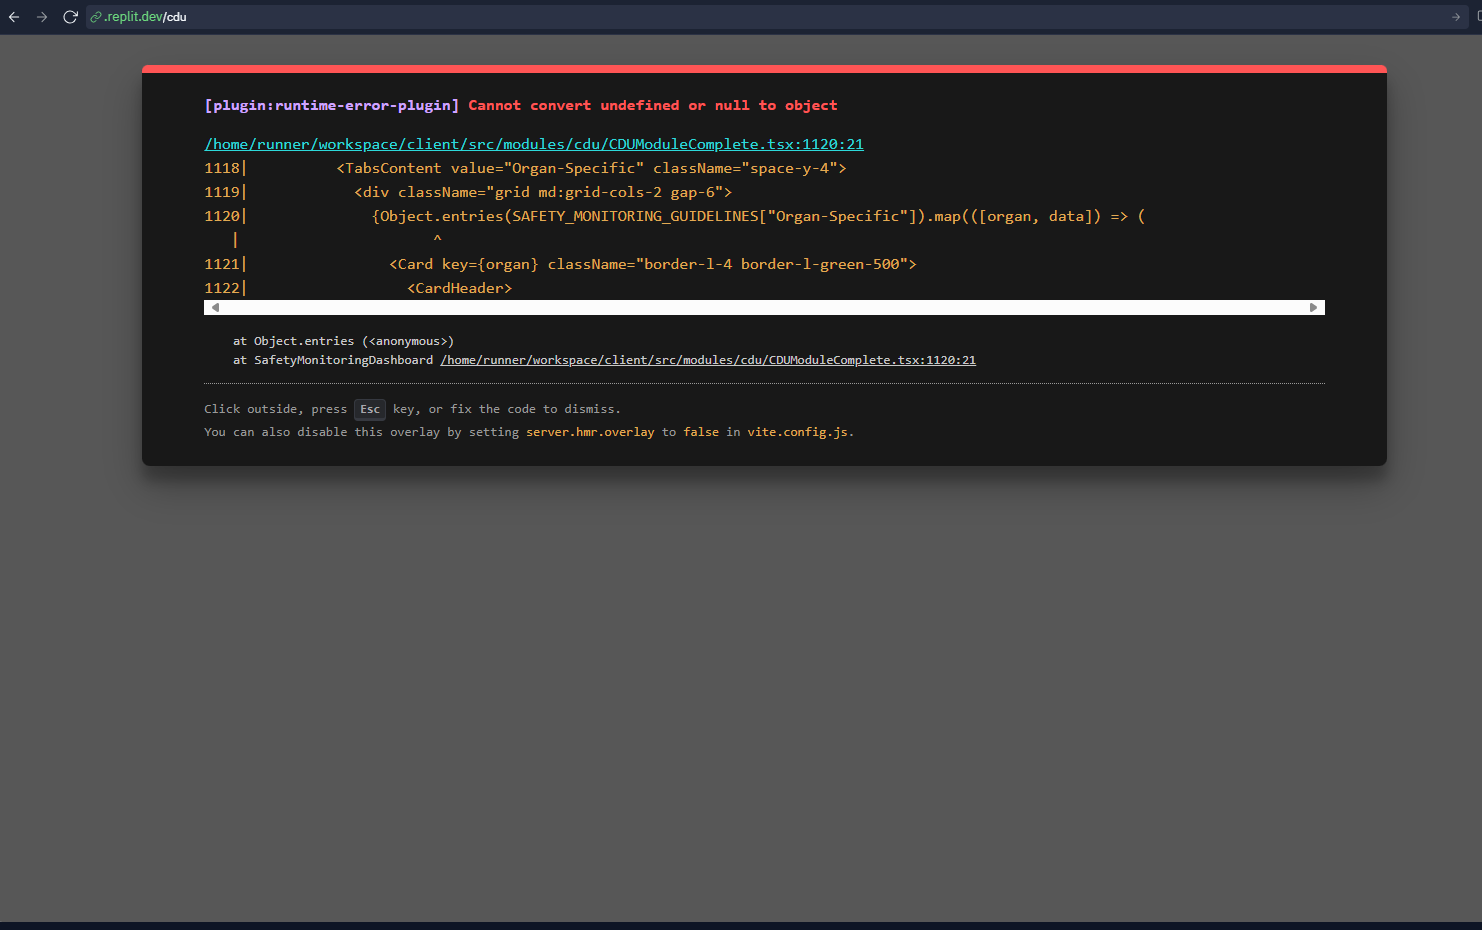 .replit.dev/cdu
[plugin:runtime-error-plugin] Cannot convert undefined or null to object
/home/runner/workspace/client/src/modules/cdu/CDUModuleComplete.tsx:1120:21
1118|          <TabsContent value="Organ-Specific" className="space-y-4">
1119|            <div className="grid md:grid-cols-2 gap-6">
1120|              {Object.entries(SAFETY_MONITORING_GUIDELINES["Organ-Specific"]).map(([organ, data]) => (
    |                     ^
1121|                <Card key={organ} className="border-l-4 border-l-green-500">
1122|                  <CardHeader>
at Object.entries (<anonymous>)
at SafetyMonitoringDashboard /home/runner/workspace/client/src/modules/cdu/CDUModuleComplete.tsx:1120:21
Click outside, press Esc key, or fix the code to dismiss.
You can also disable this overlay by setting server.hmr.overlay to false in vite.config.js.